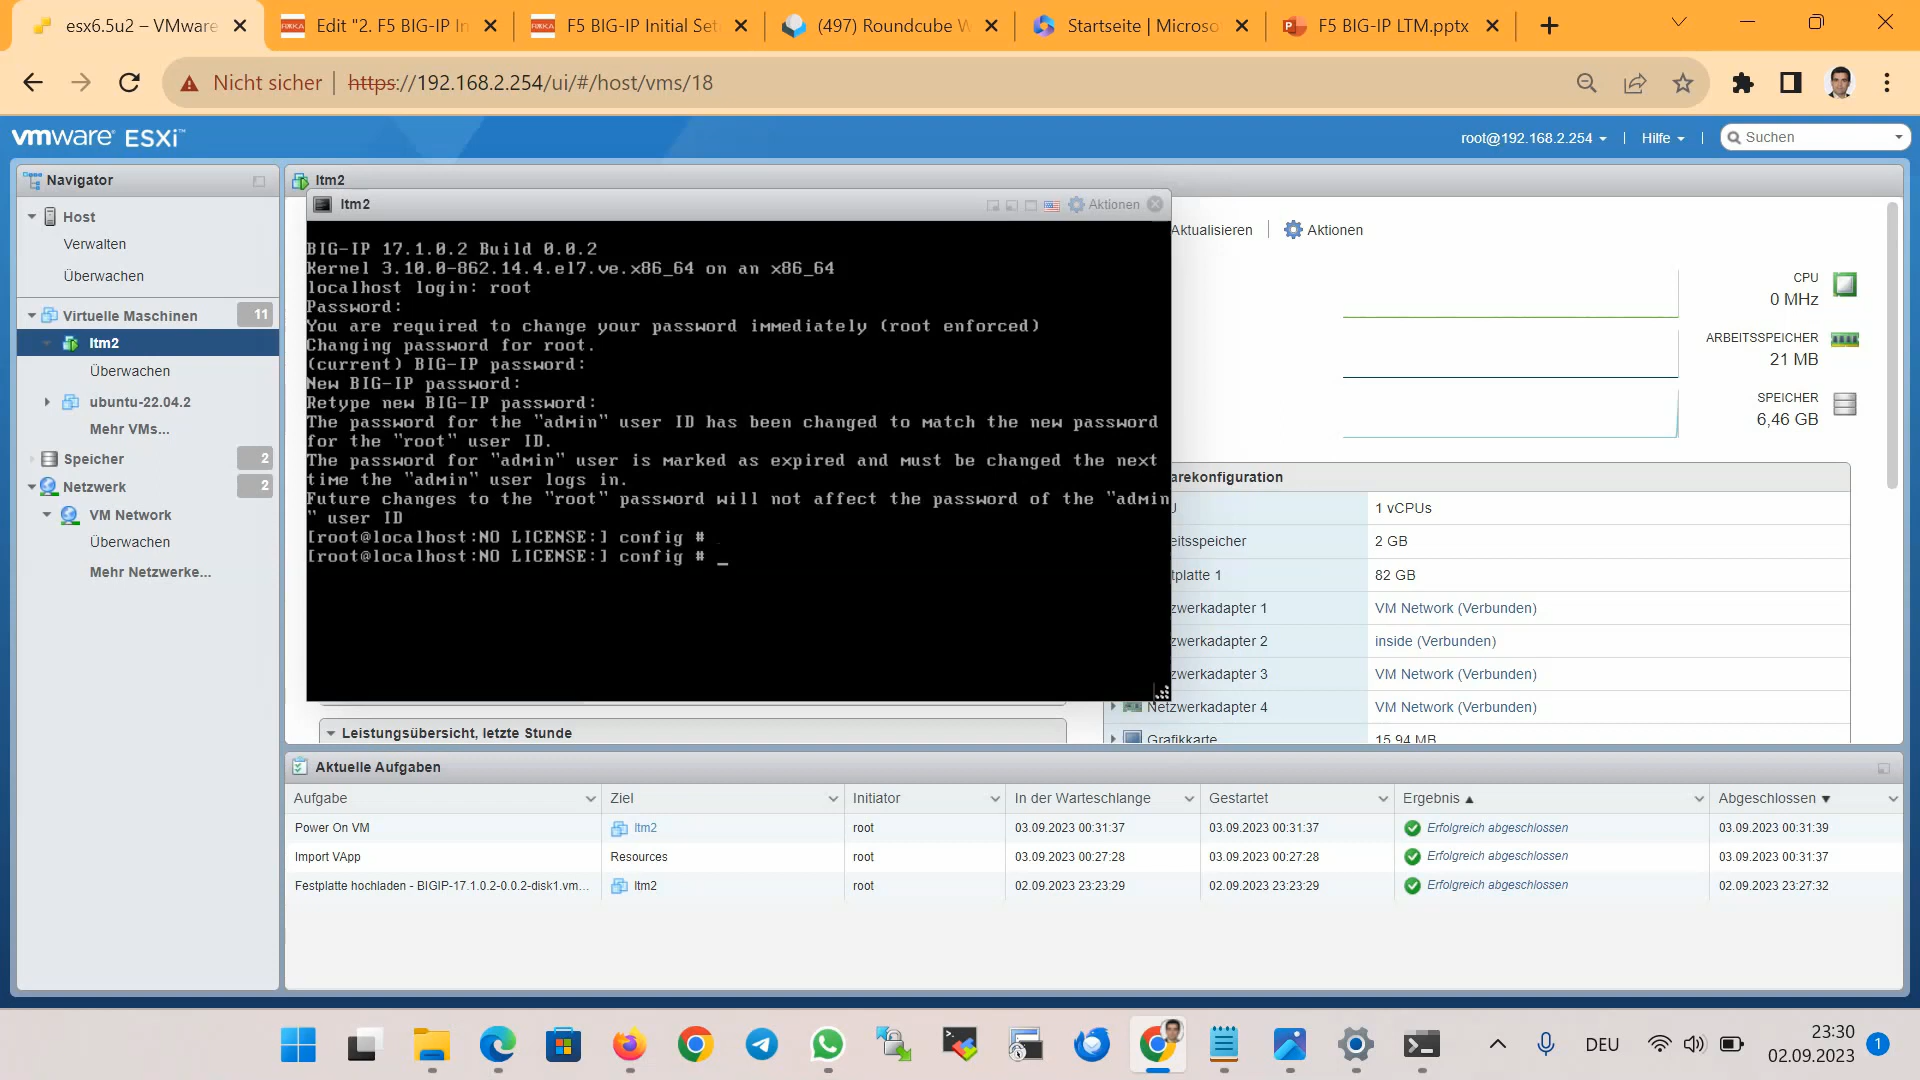 esx6.5u2 – VMware
Edit "2. F5 BIG-IP In
F5 BIG-IP Initial Set
(497) Roundcube W
Startseite | Microso
F5 BIG-IP LTM.pptx
Nicht sicher
https://192.168.2.254/ui/#/host/vms/18
vmware ESXi
root@192.168.2.254
Hilfe
Suchen
Navigator
Host
Verwalten
Überwachen
Virtuelle Maschinen
11
ltm2
Überwachen
ubuntu-22.04.2
Mehr VMs...
Speicher
2
Netzwerk
2
VM Network
Überwachen
Mehr Netzwerke...
ltm2
ltm2
Aktionen
BIG-IP 17.1.0.2 Build 0.0.2
Kernel 3.10.0-862.14.4.el7.ve.x86_64 on an x86_64
localhost login: root
Password:
You are required to change your password immediately (root enforced)
Changing password for root.
(current) BIG-IP password:
New BIG-IP password:
Retype new BIG-IP password:
The password for the "admin" user ID has been changed to match the new password
for the "root" user ID.
The password for "admin" user is marked as expired and must be changed the next
time the "admin" user logs in.
Future changes to the "root" password will not affect the password of the "admin
" user ID
[root@localhost:NO LICENSE:] config #
[root@localhost:NO LICENSE:] config # _
Aktualisieren
Aktionen
CPU
0 MHz
ARBEITSSPEICHER
21 MB
SPEICHER
6,46 GB
arekonfiguration
1 vCPUs
eitsspeicher
2 GB
tplatte 1
82 GB
zwerkadapter 1
VM Network (Verbunden)
zwerkadapter 2
inside (Verbunden)
zwerkadapter 3
VM Network (Verbunden)
Netzwerkadapter 4
VM Network (Verbunden)
Grafikkarte
15,94 MB
Leistungsübersicht, letzte Stunde
Aktuelle Aufgaben
Aufgabe
Ziel
Initiator
In der Warteschlange
Gestartet
Ergebnis ▲
Abgeschlossen ▼
Power On VM
ltm2
root
03.09.2023 00:31:37
03.09.2023 00:31:37
Erfolgreich abgeschlossen
03.09.2023 00:31:39
Import VApp
Resources
root
03.09.2023 00:27:28
03.09.2023 00:27:28
Erfolgreich abgeschlossen
03.09.2023 00:31:37
Festplatte hochladen - BIGIP-17.1.0.2-0.0.2-disk1.vm...
ltm2
root
02.09.2023 23:23:29
02.09.2023 23:23:29
Erfolgreich abgeschlossen
02.09.2023 23:27:32
DEU
23:30
02.09.2023
1